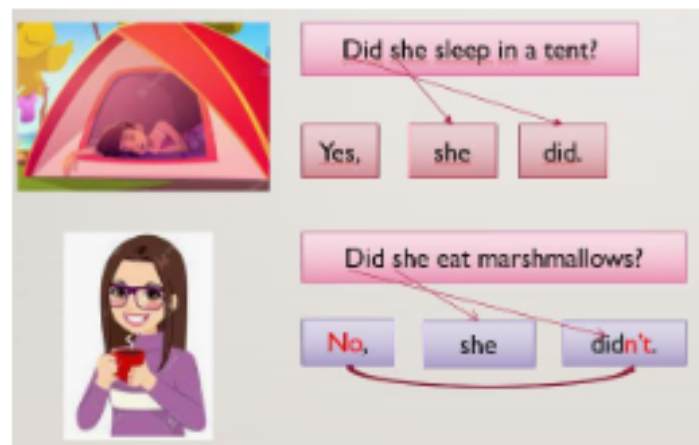 Did she sleep in a tent?
Yes, she did.
Did she eat marshmallows?
No, she didn't.